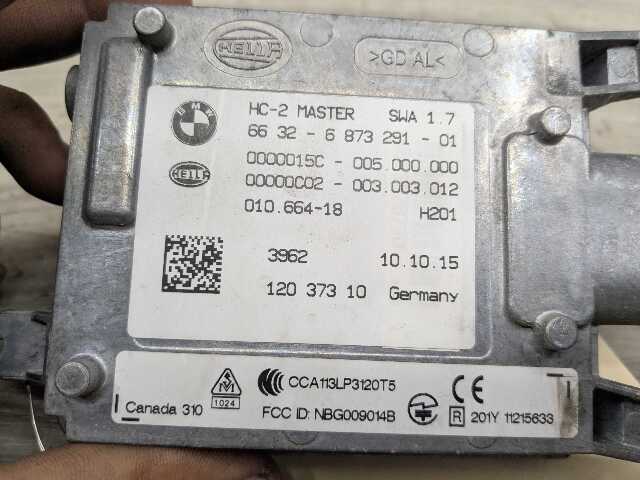 HELLA
>GD AL<
BMW
HC-2 MASTER SWA 1.7
66 32 - 6 873 291 - 01
0000015C - 005.000.000
HELLA
00000C02 - 003.003.012
010.664-18 H201
3962 10.10.15
120 373 10 Germany
CCA113LP3120T5
1024
Canada 310
FCC ID: NBG009014B
R 201Y 11215633
CE